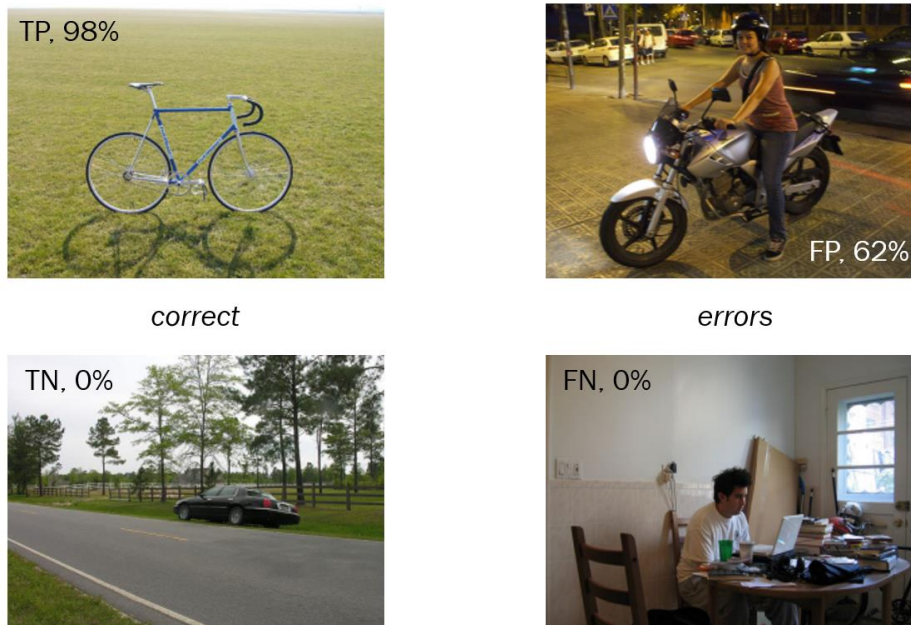 TP, 98%
FP, 62%
correct
errors
TN, 0%
FN, 0%